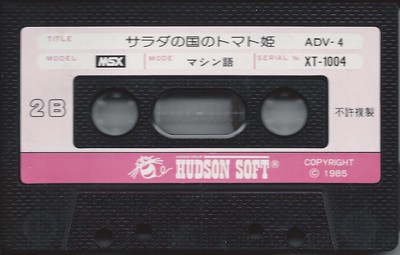 TITLE サラダの国のトマト姫 ADV-4
MODEL MSX MODE マシン語 SERIAL No. XT-1004
2B 不許複製
HUDSON SOFT® COPYRIGHT
© 1985